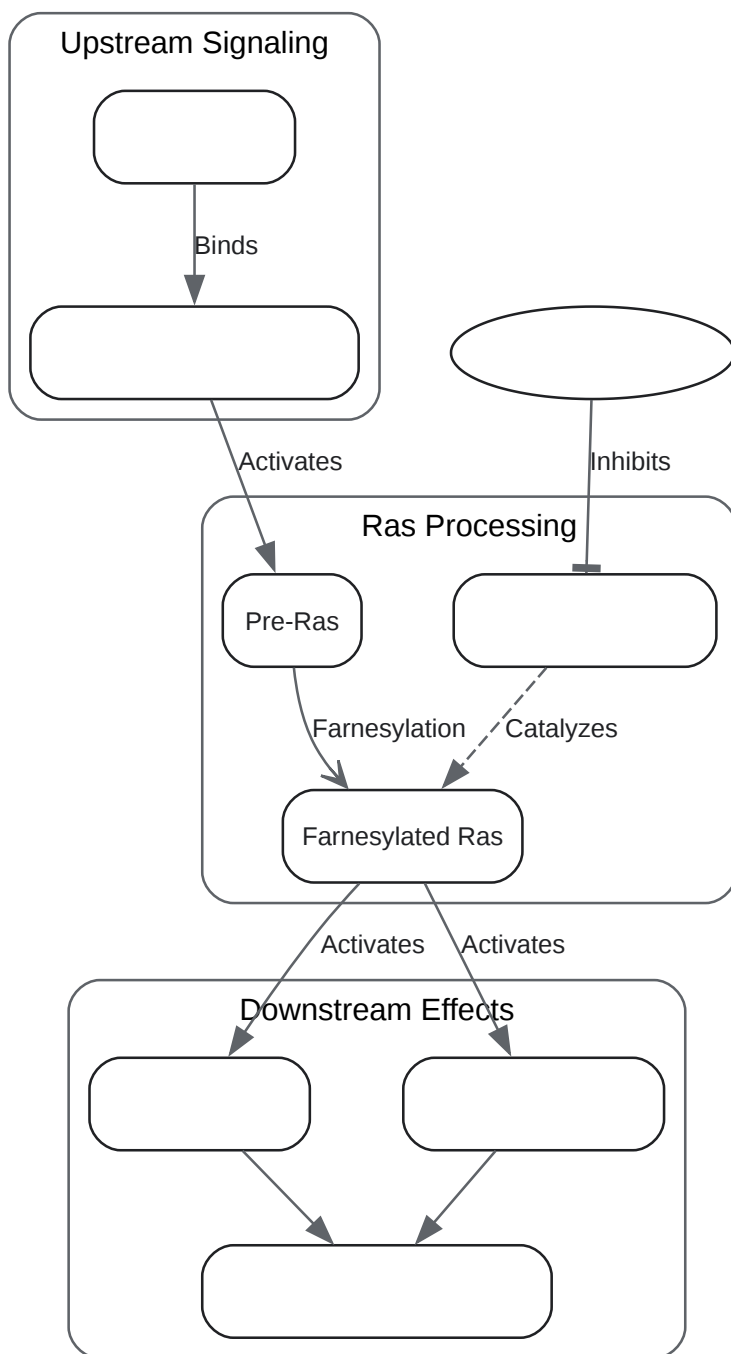 Upstream Signaling
Binds
Activates
Inhibits
Ras Processing
Pre-Ras
Farnesylation
Catalyzes
Farnesylated Ras
Activates
Activates
Downstream Effects